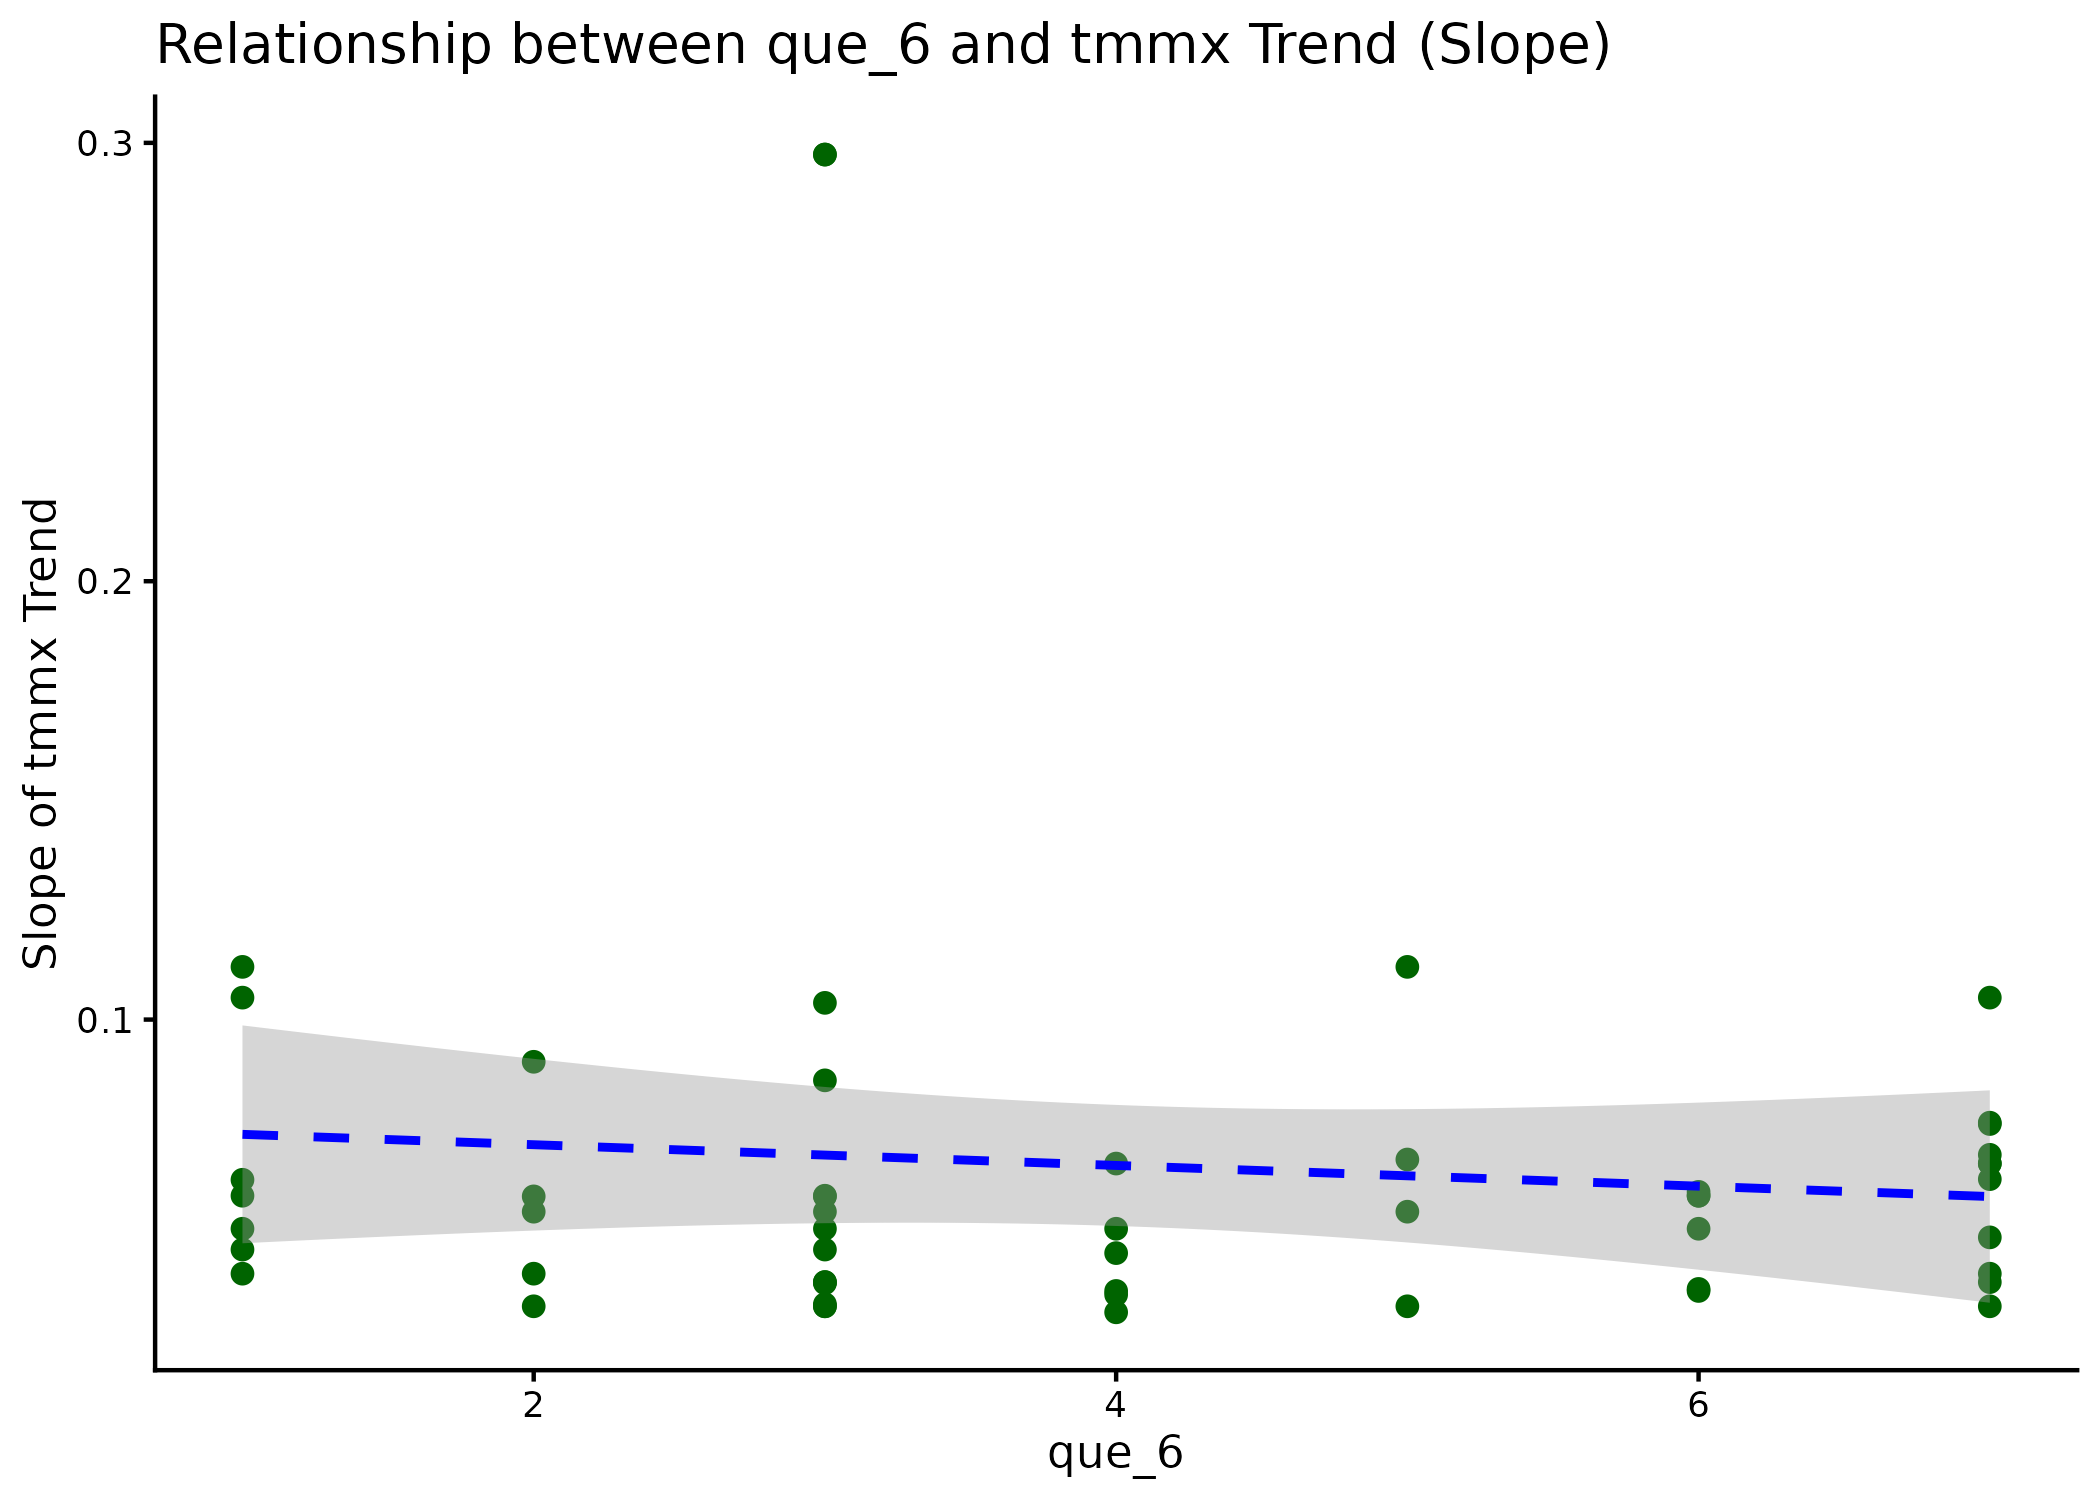 Relationship between que_6 and tmmx Trend (Slope)
0.3
0.2
0.1
Slope of tmmx Trend
2
4
6
que_6